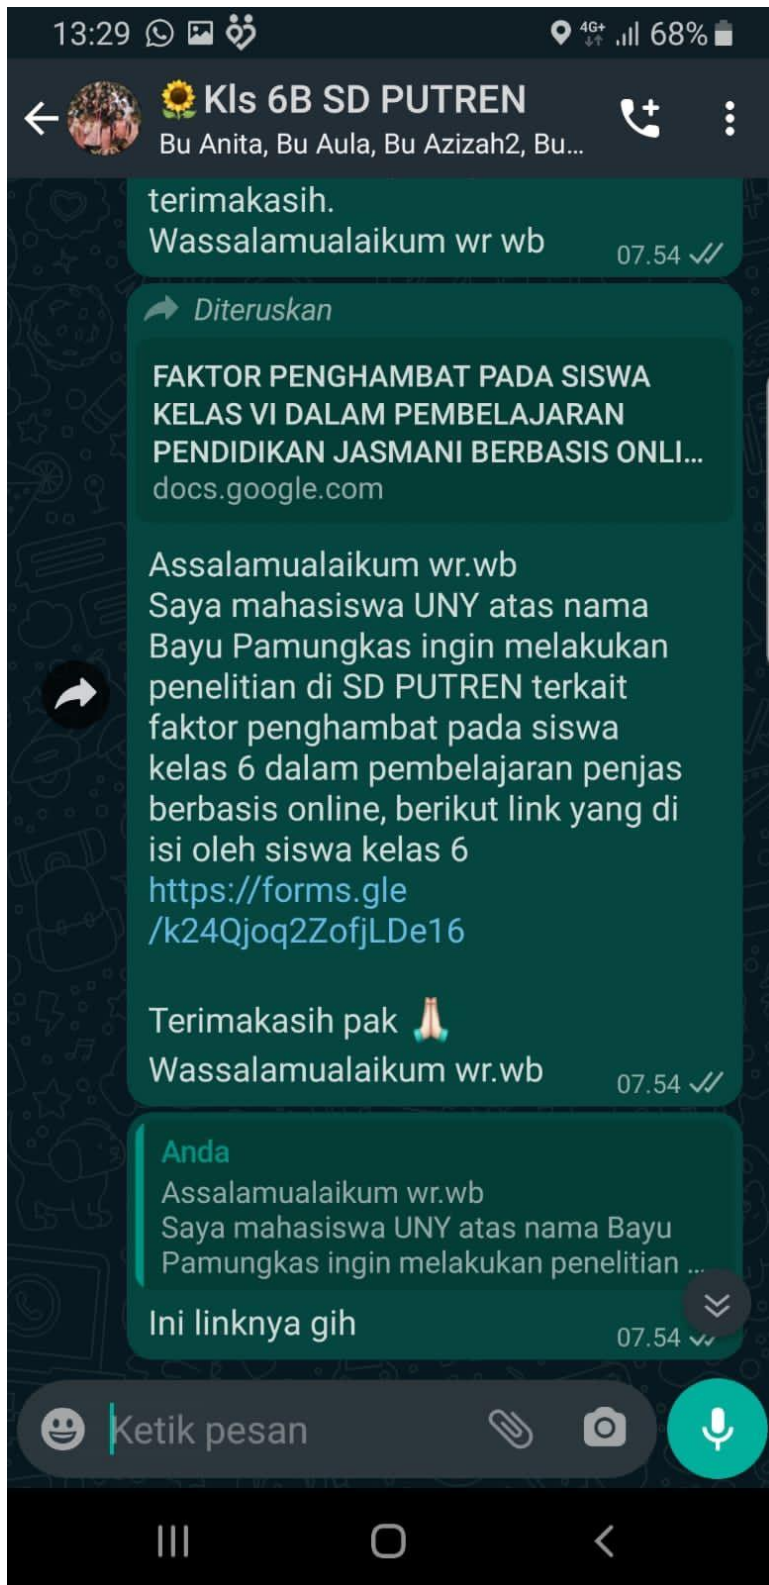 13:29
4G+ 68%
🌻Kls 6B SD PUTREN
Bu Anita, Bu Aula, Bu Azizah2, Bu...
terimakasih.
Wassalamualaikum wr wb
07.54
Diteruskan
FAKTOR PENGHAMBAT PADA SISWA
KELAS VI DALAM PEMBELAJARAN
PENDIDIKAN JASMANI BERBASIS ONLI...
docs.google.com
Assalamualaikum wr.wb
Saya mahasiswa UNY atas nama
Bayu Pamungkas ingin melakukan
penelitian di SD PUTREN terkait
faktor penghambat pada siswa
kelas 6 dalam pembelajaran penjas
berbasis online, berikut link yang di
isi oleh siswa kelas 6
https://forms.gle
/k24Qjoq2ZofjLDe16
Terimakasih pak 🙏🏻
Wassalamualaikum wr.wb
07.54
Anda
Assalamualaikum wr.wb
Saya mahasiswa UNY atas nama Bayu
Pamungkas ingin melakukan penelitian ...
Ini linknya gih
07.54
Ketik pesan